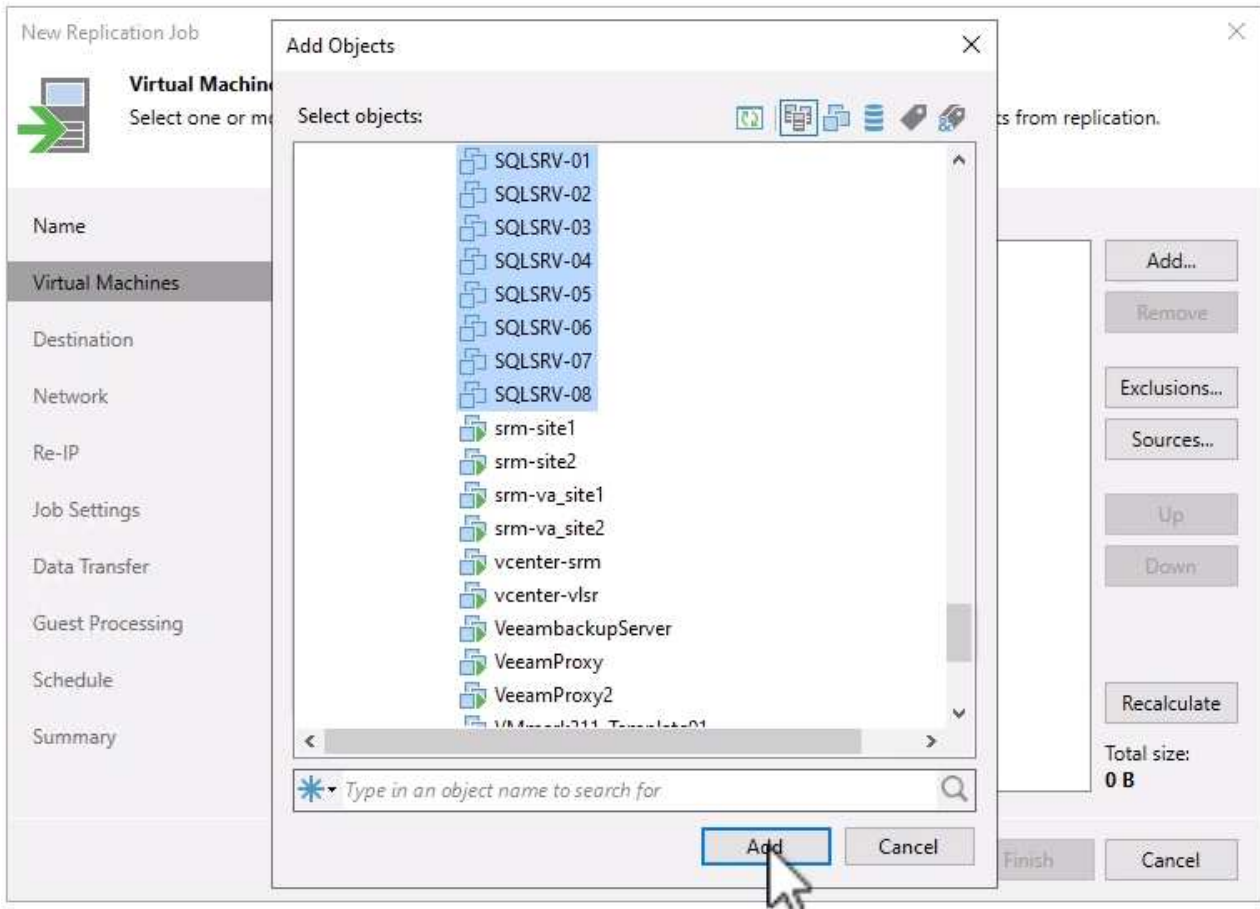 New Replication Job
Add Objects
Virtual Machine
Select one or mo
ts from replication.
Select objects:
Name
Virtual Machines
Destination
Network
Re-IP
Job Settings
Data Transfer
Guest Processing
Schedule
Summary
SQLSRV-01
SQLSRV-02
SQLSRV-03
SQLSRV-04
SQLSRV-05
SQLSRV-06
SQLSRV-07
SQLSRV-08
srm-site1
srm-site2
srm-va_site1
srm-va_site2
vcenter-srm
vcenter-vlsr
VeeambackupServer
VeeamProxy
VeeamProxy2
Type in an object name to search for
Add
Cancel
Add...
Remove
Exclusions...
Sources...
Up
Down
Recalculate
Total size:
0 B
Finish
Cancel